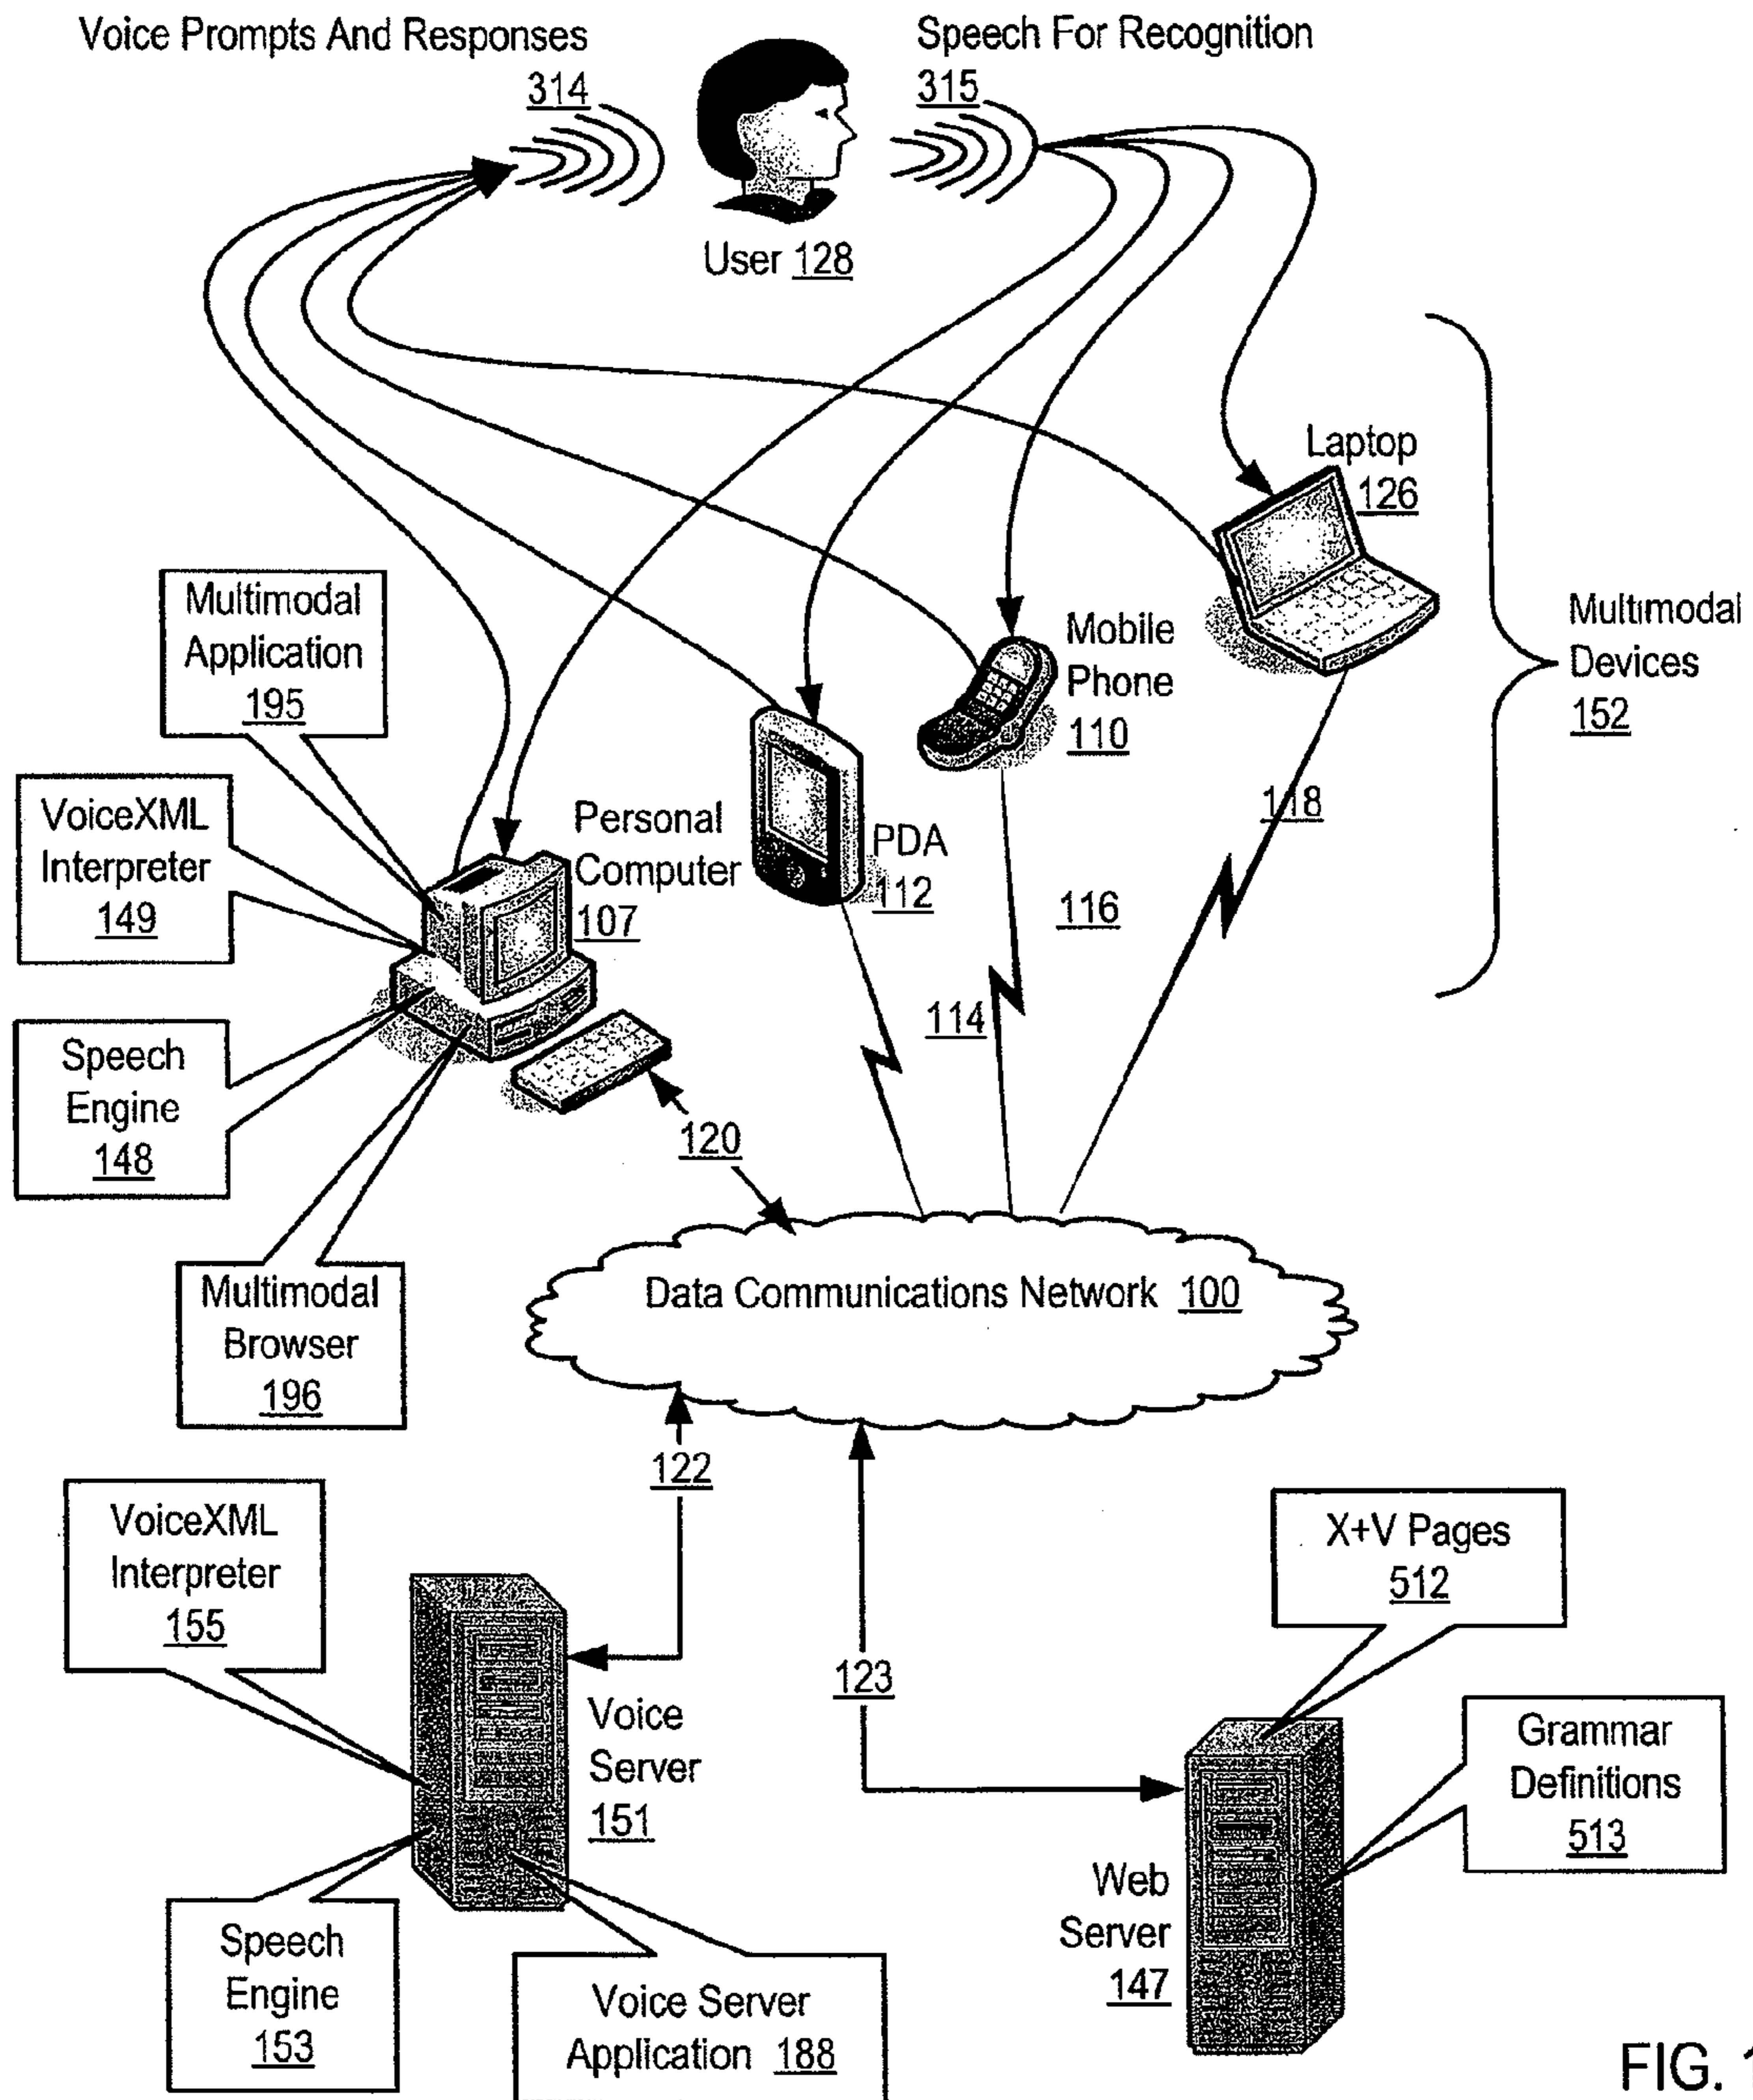 Voice Prompts And Responses
314
Speech For Recognition
315
User 128
Laptop
126
Multimodal
Devices
152
Multimodal
Application
195
Mobile
Phone
110
VoiceXML
Interpreter
149
Personal
Computer
107
PDA
112
118
116
114
Speech
Engine
148
120
Multimodal
Browser
196
Data Communications Network 100
122
VoiceXML
Interpreter
155
X+V Pages
512
123
Voice
Server
151
Grammar
Definitions
513
Web
Server
147
Speech
Engine
153
Voice Server
Application 188
FIG. 1